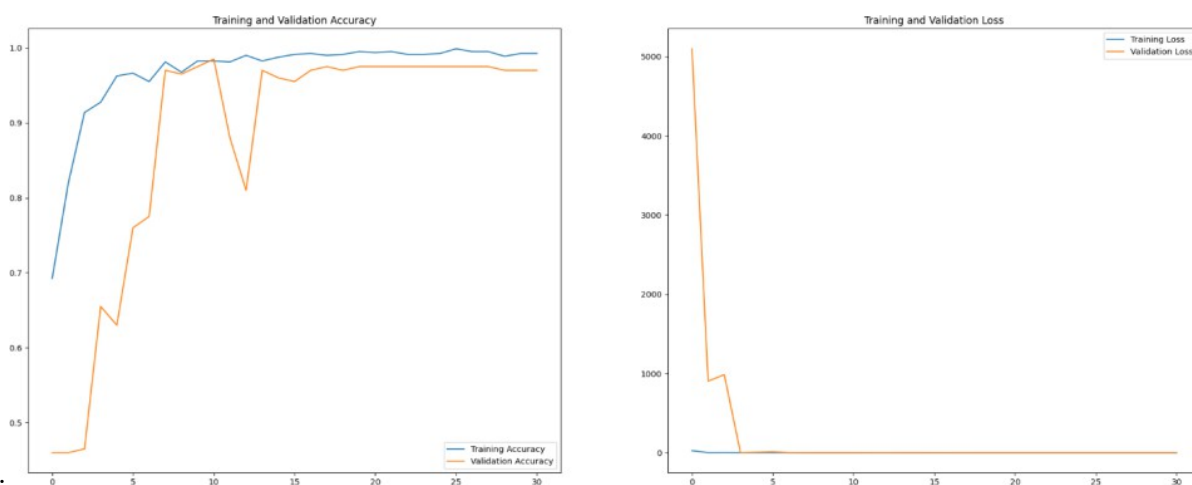 Training and Validation Accuracy
1.0
0.9
0.8
0.7
0.6
0.5
Training Accuracy
Validation Accuracy
0 5 10 15 20 25 30
Training and Validation Loss
Training Loss
Validation Loss
5000
4000
3000
2000
1000
0
0 5 10 15 20 25 30
.